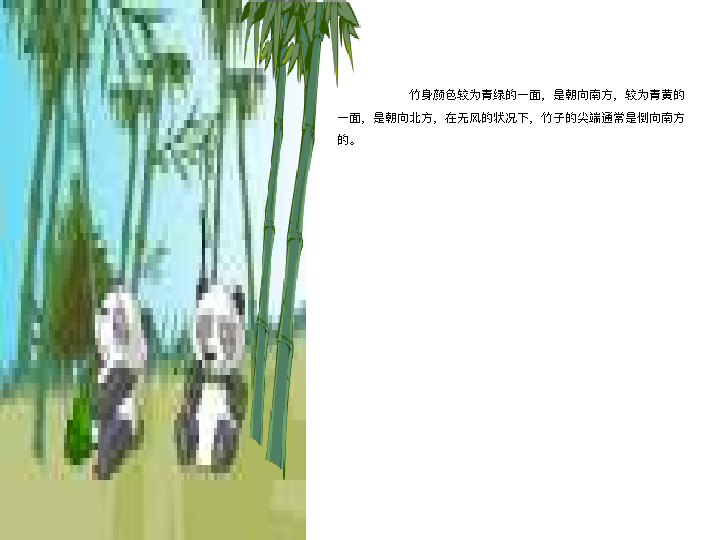 竹身颜色较为青绿的一面，是朝向南方，较为青黄的
一面，是朝向北方，在无风的状况下，竹子的尖端通常是倒向南方
的。